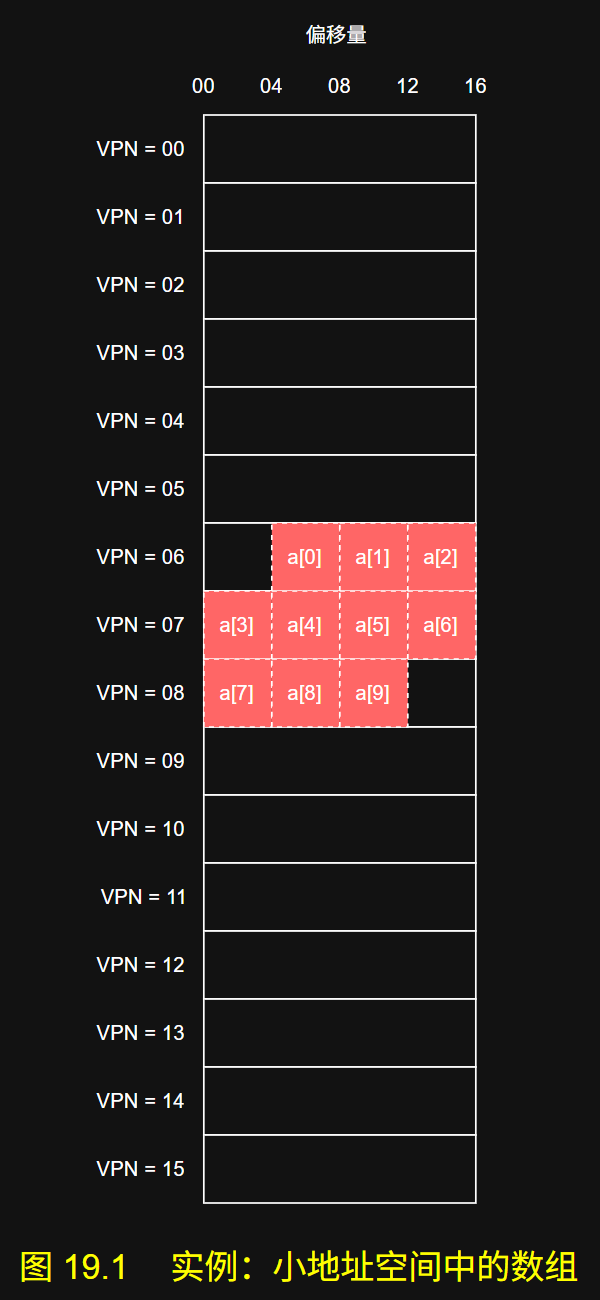 偏移量
00 04 08 12 16
VPN = 00
VPN = 01
VPN = 02
VPN = 03
VPN = 04
VPN = 05
VPN = 06 a[0] a[1] a[2]
VPN = 07 a[3] a[4] a[5] a[6]
VPN = 08 a[7] a[8] a[9]
VPN = 09
VPN = 10
VPN = 11
VPN = 12
VPN = 13
VPN = 14
VPN = 15
图 19.1 实例：小地址空间中的数组